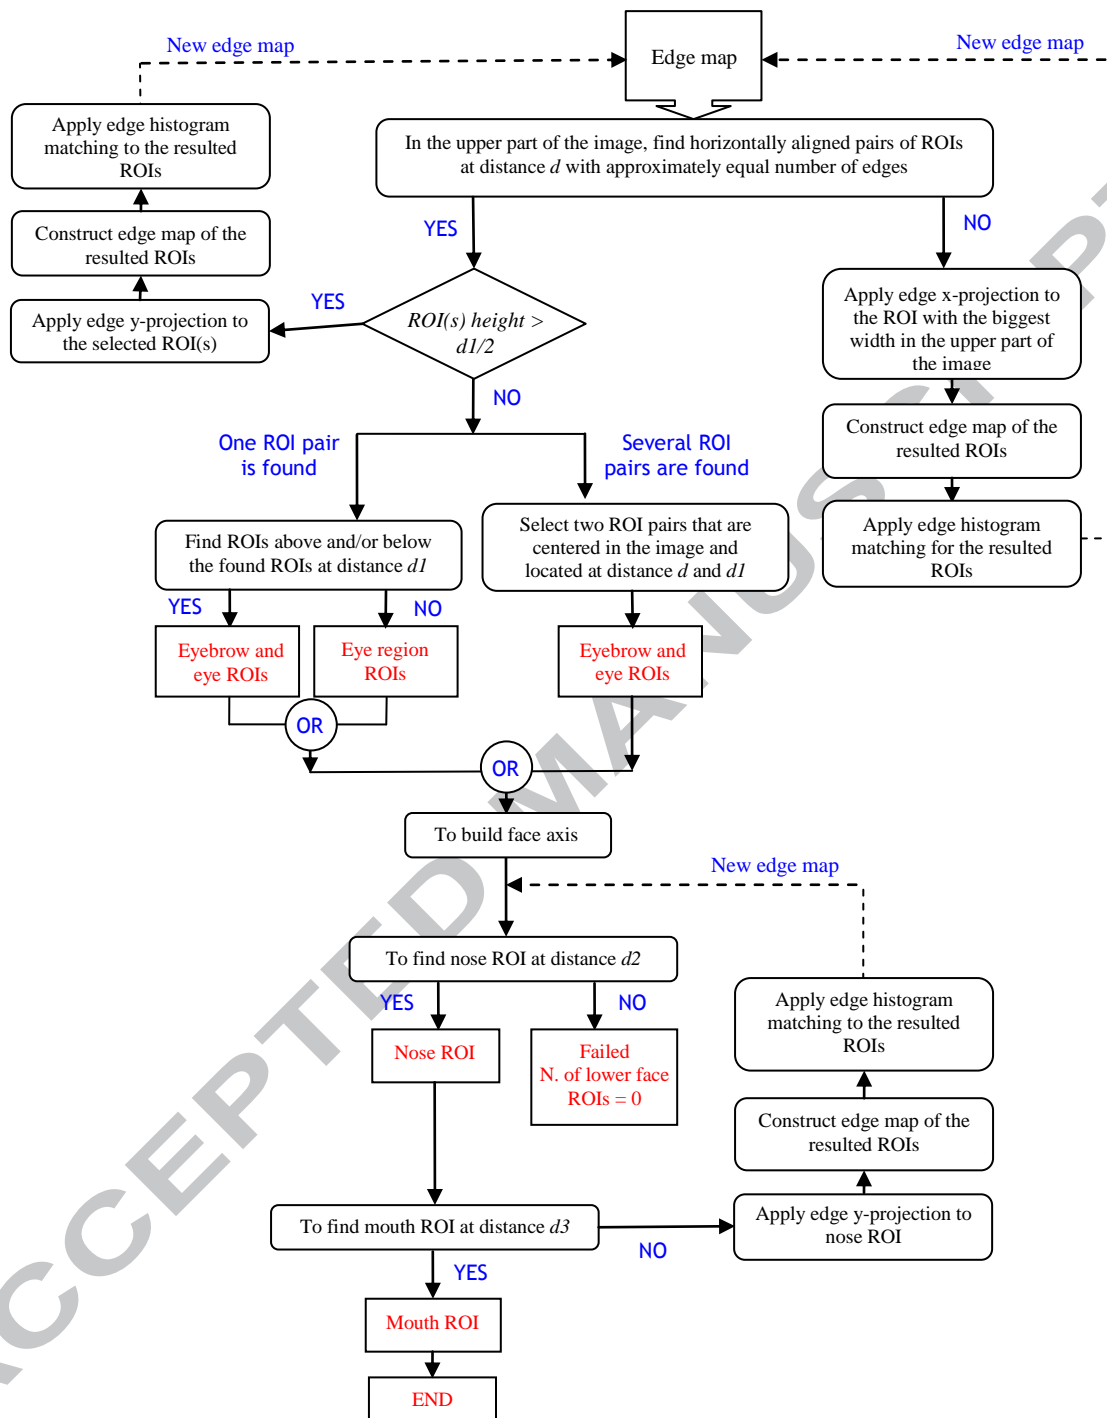 New edge map
Edge map
New edge map
Apply edge histogram
matching to the resulted
ROIs
In the upper part of the image, find horizontally aligned pairs of ROIs
at distance d with approximately equal number of edges
YES
NO
Construct edge map of the
resulted ROIs
YES
Apply edge y-projection to
the selected ROI(s)
ROI(s) height >
d1/2
Apply edge x-projection to
the ROI with the biggest
width in the upper part of
the image
NO
One ROI pair
is found
Several ROI
pairs are found
Construct edge map of the
resulted ROIs
Find ROIs above and/or below
the found ROIs at distance d1
Select two ROI pairs that are
centered in the image and
located at distance d and d1
Apply edge histogram
matching for the resulted
ROIs
YES
NO
Eyebrow and
eye ROIs
Eye region
ROIs
Eyebrow and
eye ROIs
OR
OR
To build face axis
New edge map
To find nose ROI at distance d2
YES
NO
Apply edge histogram
matching to the resulted
ROIs
Nose ROI
Failed
N. of lower face
ROIs = 0
Construct edge map of the
resulted ROIs
To find mouth ROI at distance d3
NO
Apply edge y-projection to
nose ROI
YES
Mouth ROI
END
ACCEPTED MANUSCRIPT